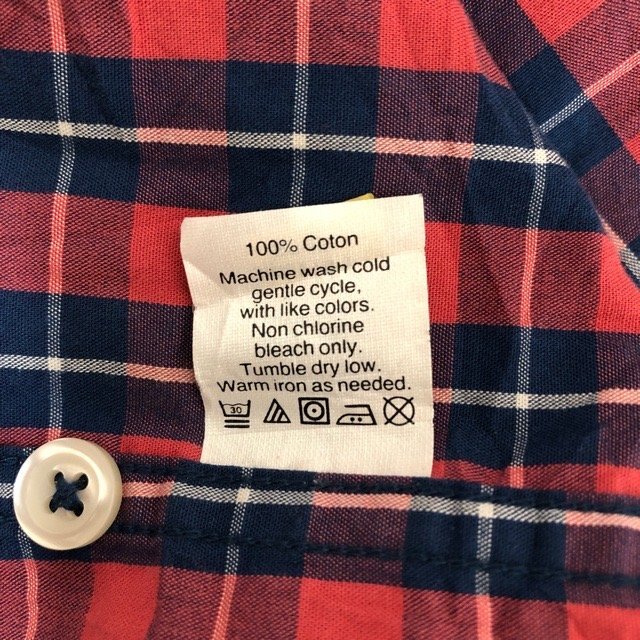 100% Coton
Machine wash cold
gentle cycle,
with like colors.
Non chlorine
bleach only.
Tumble dry low.
Warm iron as needed.
30